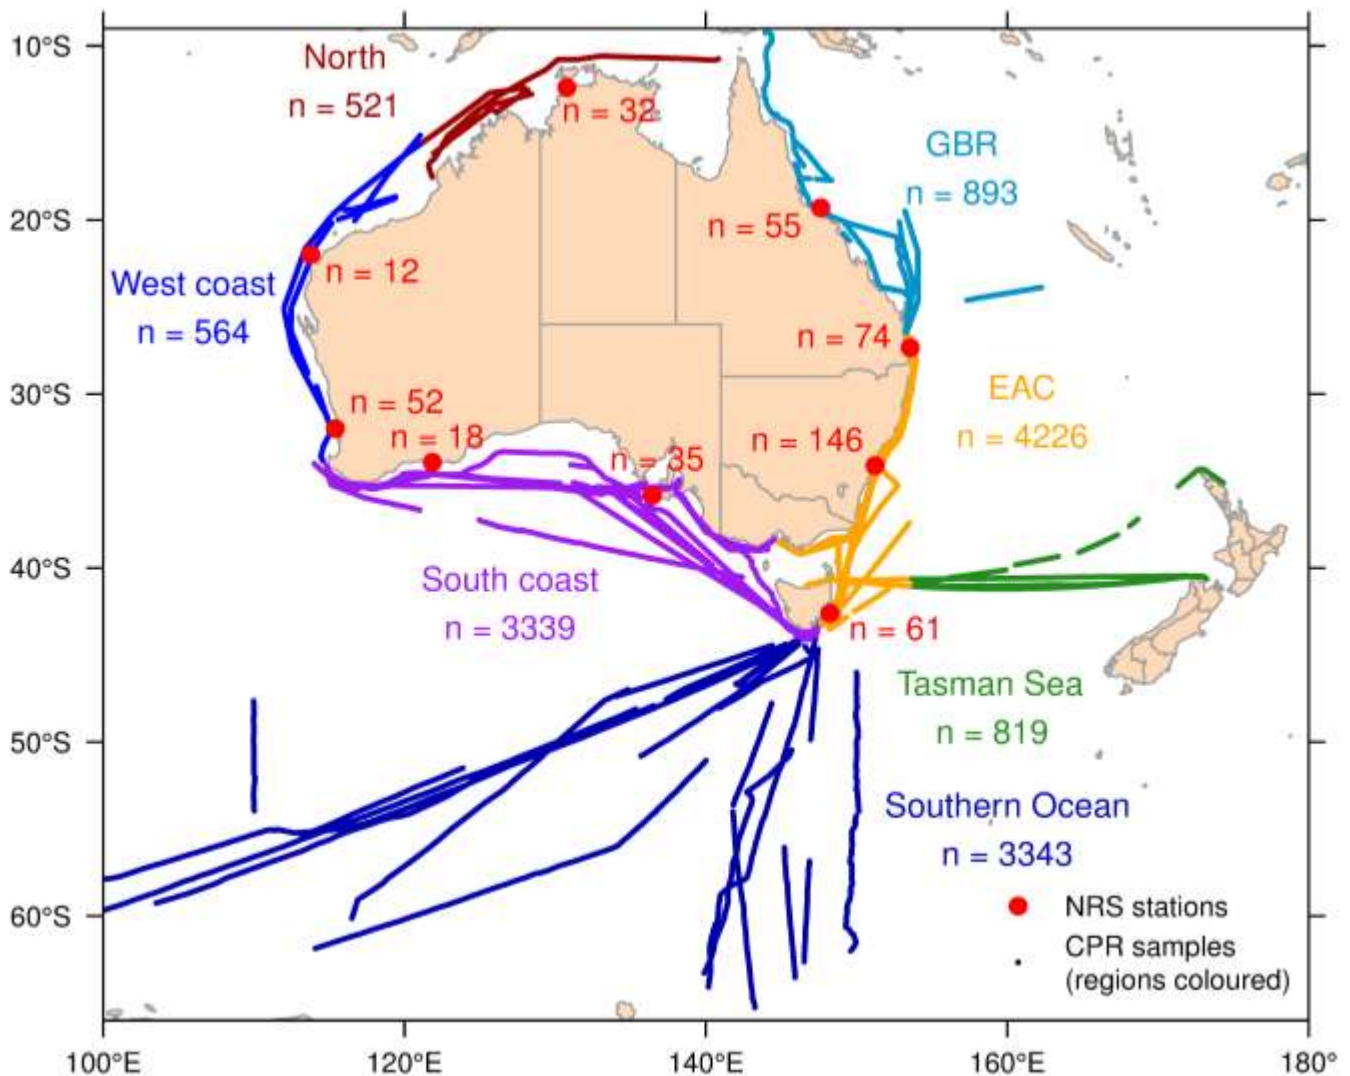 10°S
North
n = 521
n = 32
GBR
n = 893
20°S
n = 55
n = 12
West coast
n = 564
n = 74
30°S
n = 52
n = 18
EAC
n = 4226
n = 146
n = 35
40°S
South coast
n = 3339
n = 61
Tasman Sea
n = 819
50°S
Southern Ocean
n = 3343
60°S
NRS stations
CPR samples
(regions coloured)
100°E
120°E
140°E
160°E
180°